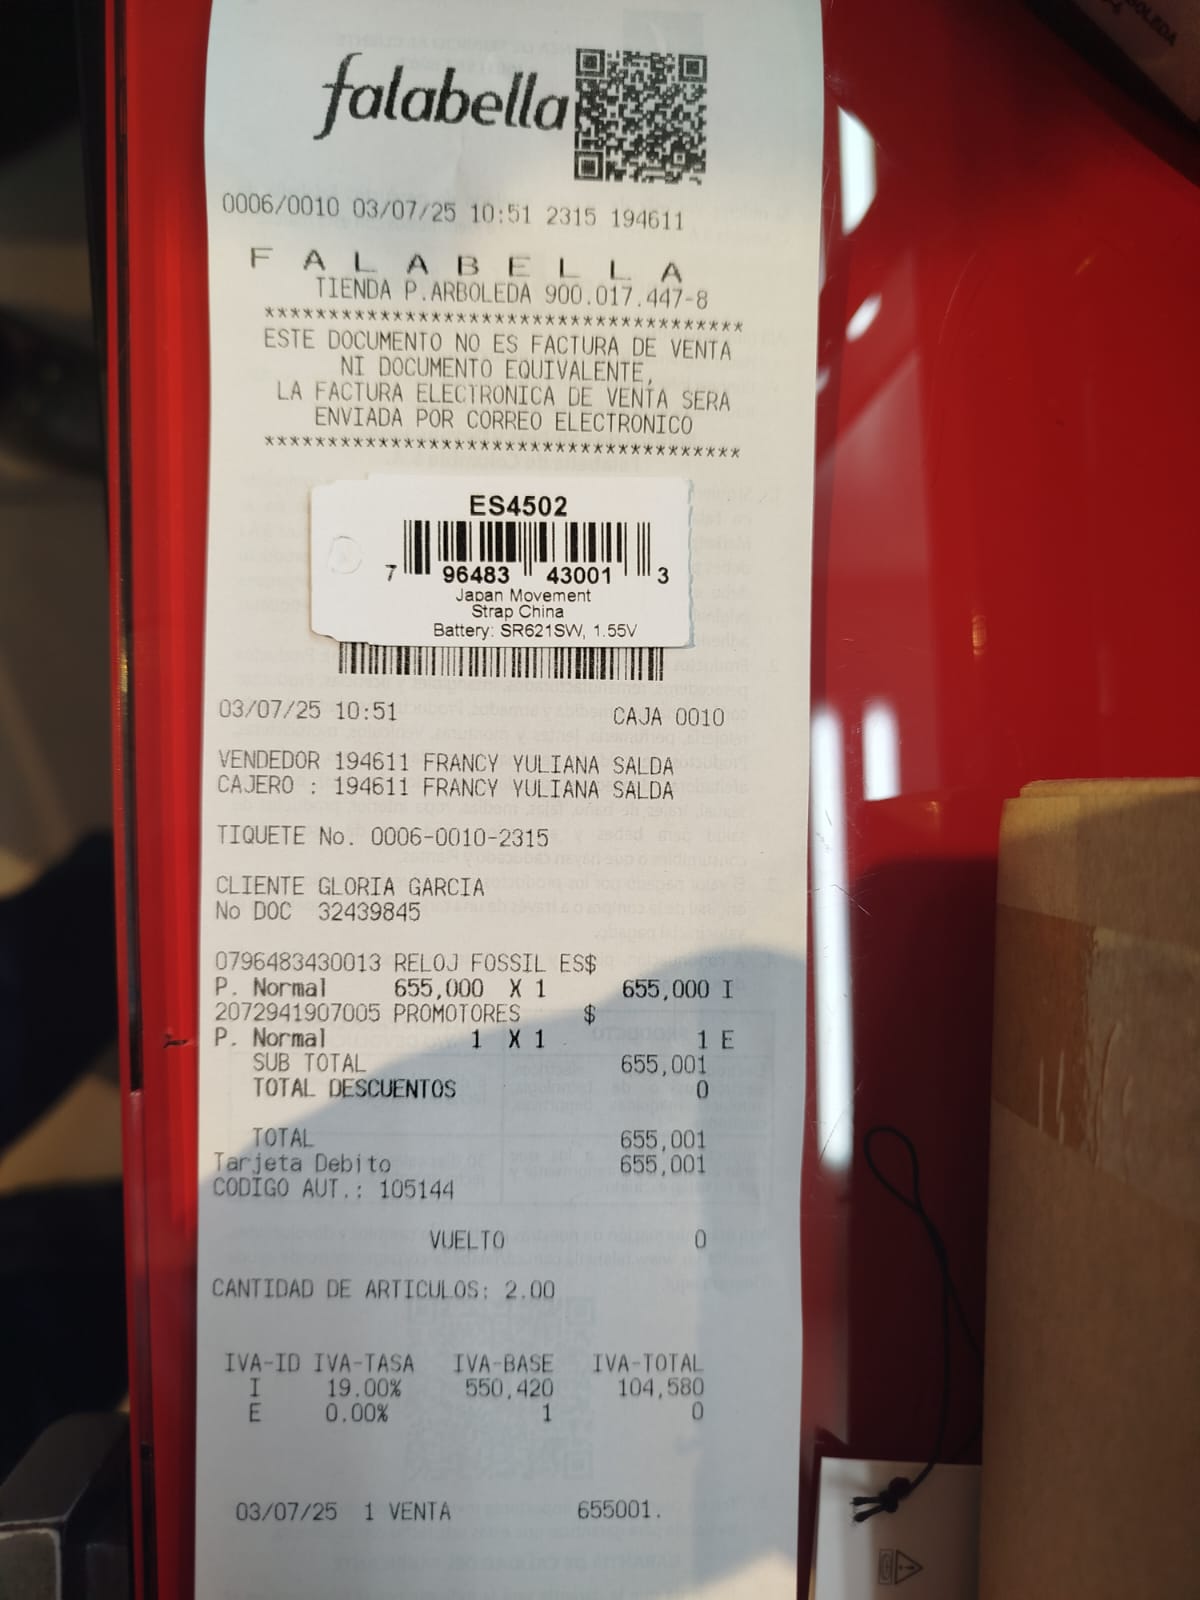 falabella
0006/0010 03/07/25 10:51 2315 194611
F A L A B E L L A
TIENDA P.ARBOLEDA 900.017.447-8
**************************************
ESTE DOCUMENTO NO ES FACTURA DE VENTA
NI DOCUMENTO EQUIVALENTE,
LA FACTURA ELECTRONICA DE VENTA SERA
ENVIADA POR CORREO ELECTRONICO
**************************************
ES4502
7 96483 43001 3
Japan Movement
Strap China
Battery: SR621SW, 1.55V
03/07/25 10:51 CAJA 0010
VENDEDOR 194611 FRANCY YULIANA SALDA
CAJERO : 194611 FRANCY YULIANA SALDA
TIQUETE No. 0006-0010-2315
CLIENTE GLORIA GARCIA
No DOC 32439845
0796483430013 RELOJ FOSSIL ES$
P. Normal 655,000 X 1 655,000 I
2072941907005 PROMOTORES $
P. Normal 1 X 1 1 E
SUB TOTAL 655,001
TOTAL DESCUENTOS 0
TOTAL 655,001
Tarjeta Debito 655,001
CODIGO AUT.: 105144
VUELTO 0
CANTIDAD DE ARTICULOS: 2.00
IVA-ID IVA-TASA IVA-BASE IVA-TOTAL
I 19.00% 550,420 104,580
E 0.00% 1 0
03/07/25 1 VENTA 655001.